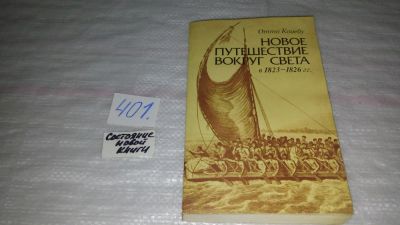 401.
Состояние
новой
книги
Отто Коцебу
НОВОЕ
ПУТЕШЕСТВИЕ
ВОКРУГ СВЕТА
в 1823—1826 гг.